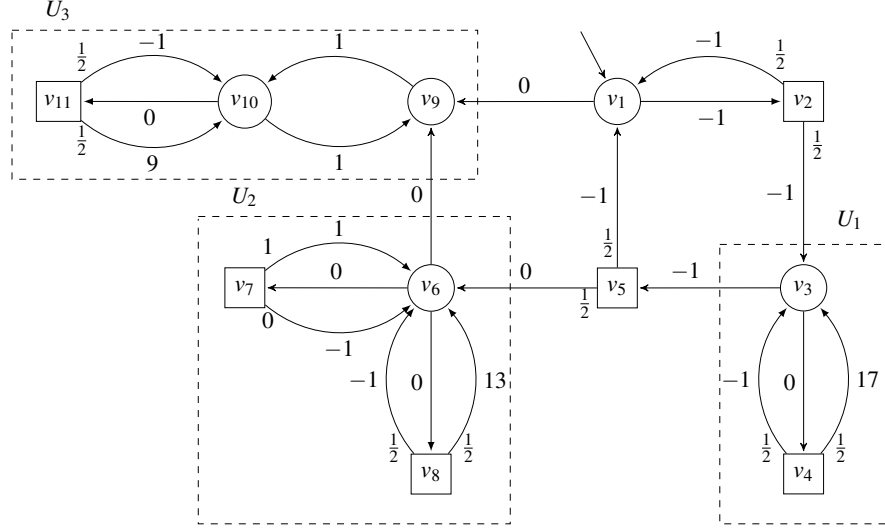 U₃
½ −1 1
v₁₁ 0 v₁₀ v₉ 0 v₁ −1 ½ v₂
½ 9 1 −1 ½
0 −1 −1
U₂ U₁
1 1 ½
v₇ 0 v₆ 0 ½ v₅ −1 v₃
0 −1
−1 0 13 −1 0 17
½ ½ ½ ½
v₈ v₄